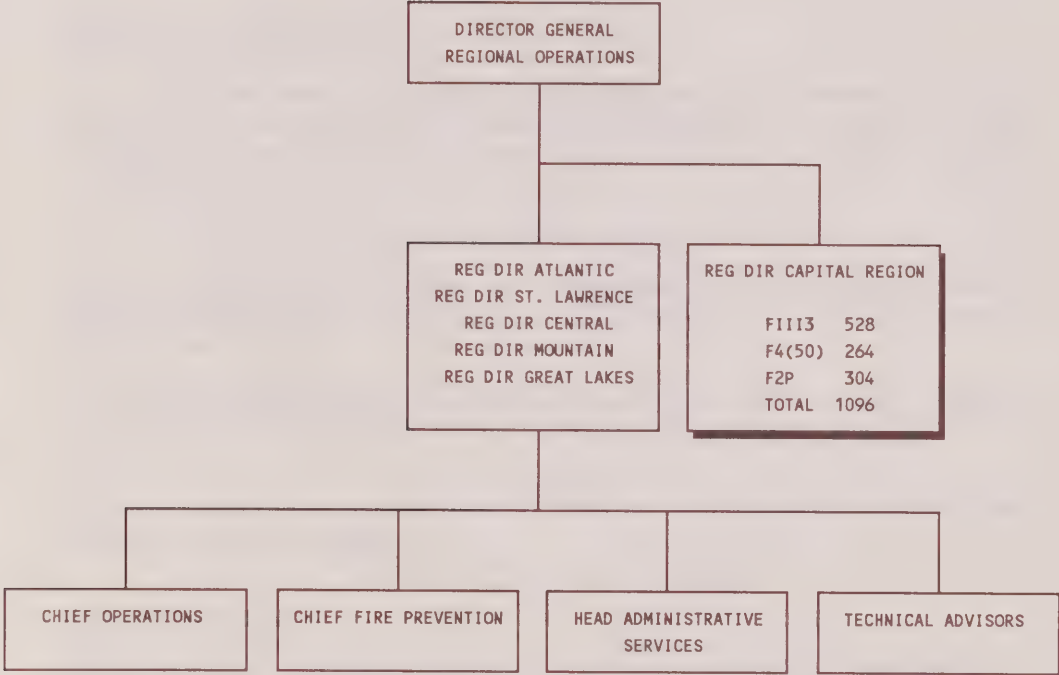 DIRECTOR GENERAL
REGIONAL OPERATIONS
REG DIR ATLANTIC
REG DIR ST. LAWRENCE
REG DIR CENTRAL
REG DIR MOUNTAIN
REG DIR GREAT LAKES
REG DIR CAPITAL REGION
FIII3 528
F4(50) 264
F2P 304
TOTAL 1096
CHIEF OPERATIONS
CHIEF FIRE PREVENTION
HEAD ADMINISTRATIVE
SERVICES
TECHNICAL ADVISORS